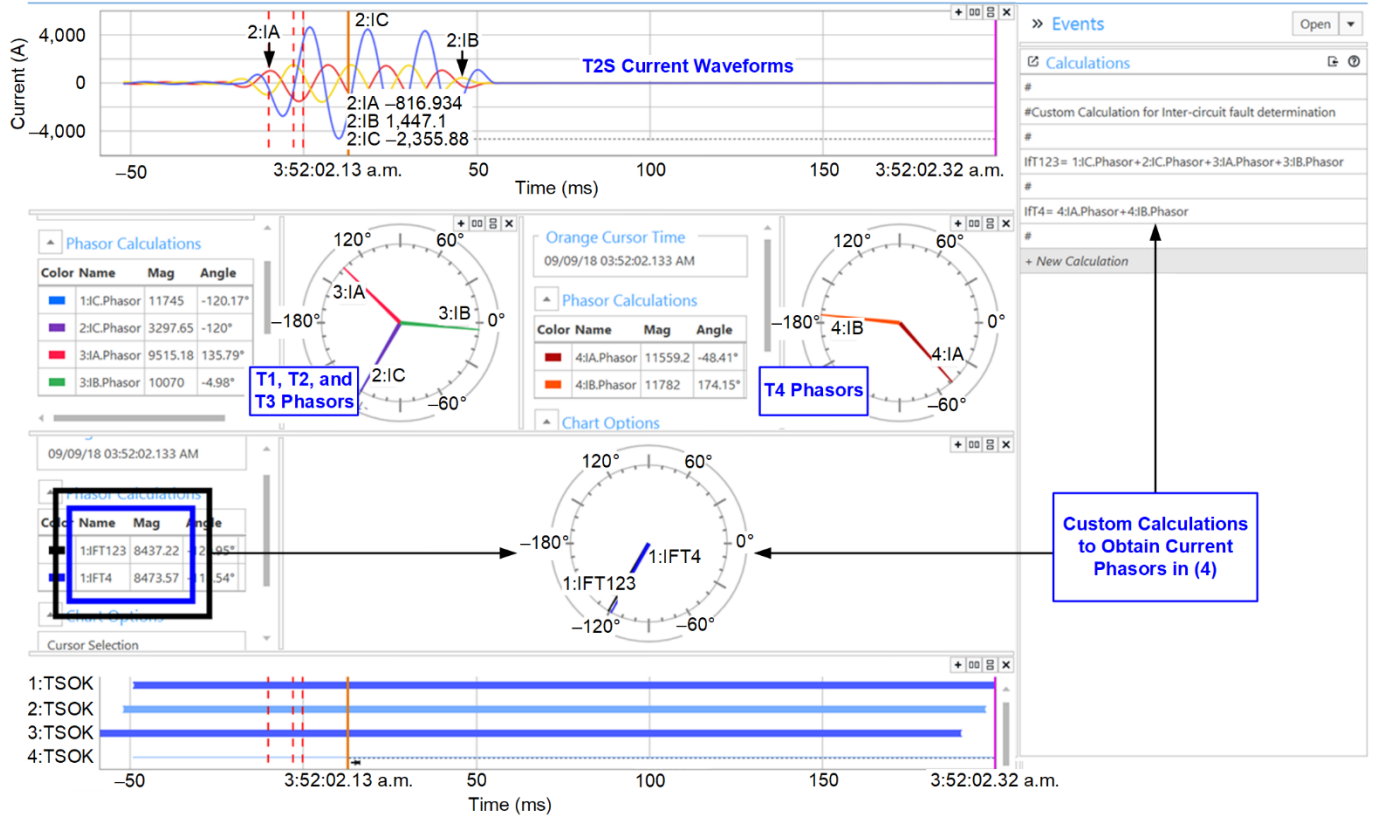 Current (A)
4,000
0
−4,000
2:IA
2:IC
2:IB
T2S Current Waveforms
2:IA −816.934
2:IB 1,447.1
2:IC −2,355.88
−50
3:52:02.13 a.m.
50
100
150
3:52:02.32 a.m.
Time (ms)
Events
Open
Calculations
#
#Custom Calculation for Inter-circuit fault determination
#
IfT123= 1:IC.Phasor+2:IC.Phasor+3:IA.Phasor+3:IB.Phasor
#
IfT4= 4:IA.Phasor+4:IB.Phasor
#
+ New Calculation
Phasor Calculations
Color Name Mag Angle
1:IC.Phasor 11745 -120.17°
2:IC.Phasor 3297.65 -120°
3:IA.Phasor 9515.18 135.79°
3:IB.Phasor 10070 -4.98°
120°
60°
3:IA
3:IB
−180°
0°
2:IC
−60°
T1, T2, and
T3 Phasors
Orange Cursor Time
09/09/18 03:52:02.133 AM
Phasor Calculations
Color Name Mag Angle
4:IA.Phasor 11559.2 -48.41°
4:IB.Phasor 11782 174.15°
Chart Options
120°
60°
−180°
4:IB
0°
4:IA
−60°
T4 Phasors
09/09/18 03:52:02.133 AM
Phasor Calculations
Color Name Mag Angle
1:IFT123 8437.22
1:IFT4 8473.57
Chart Options
Cursor Selection
120°
60°
−180°
0°
1:IFT4
1:IFT123
−120°
−60°
Custom Calculations
to Obtain Current
Phasors in (4)
1:TSOK
2:TSOK
3:TSOK
4:TSOK
−50
3:52:02.13 a.m.
50
100
150
3:52:02.32 a.m.
Time (ms)